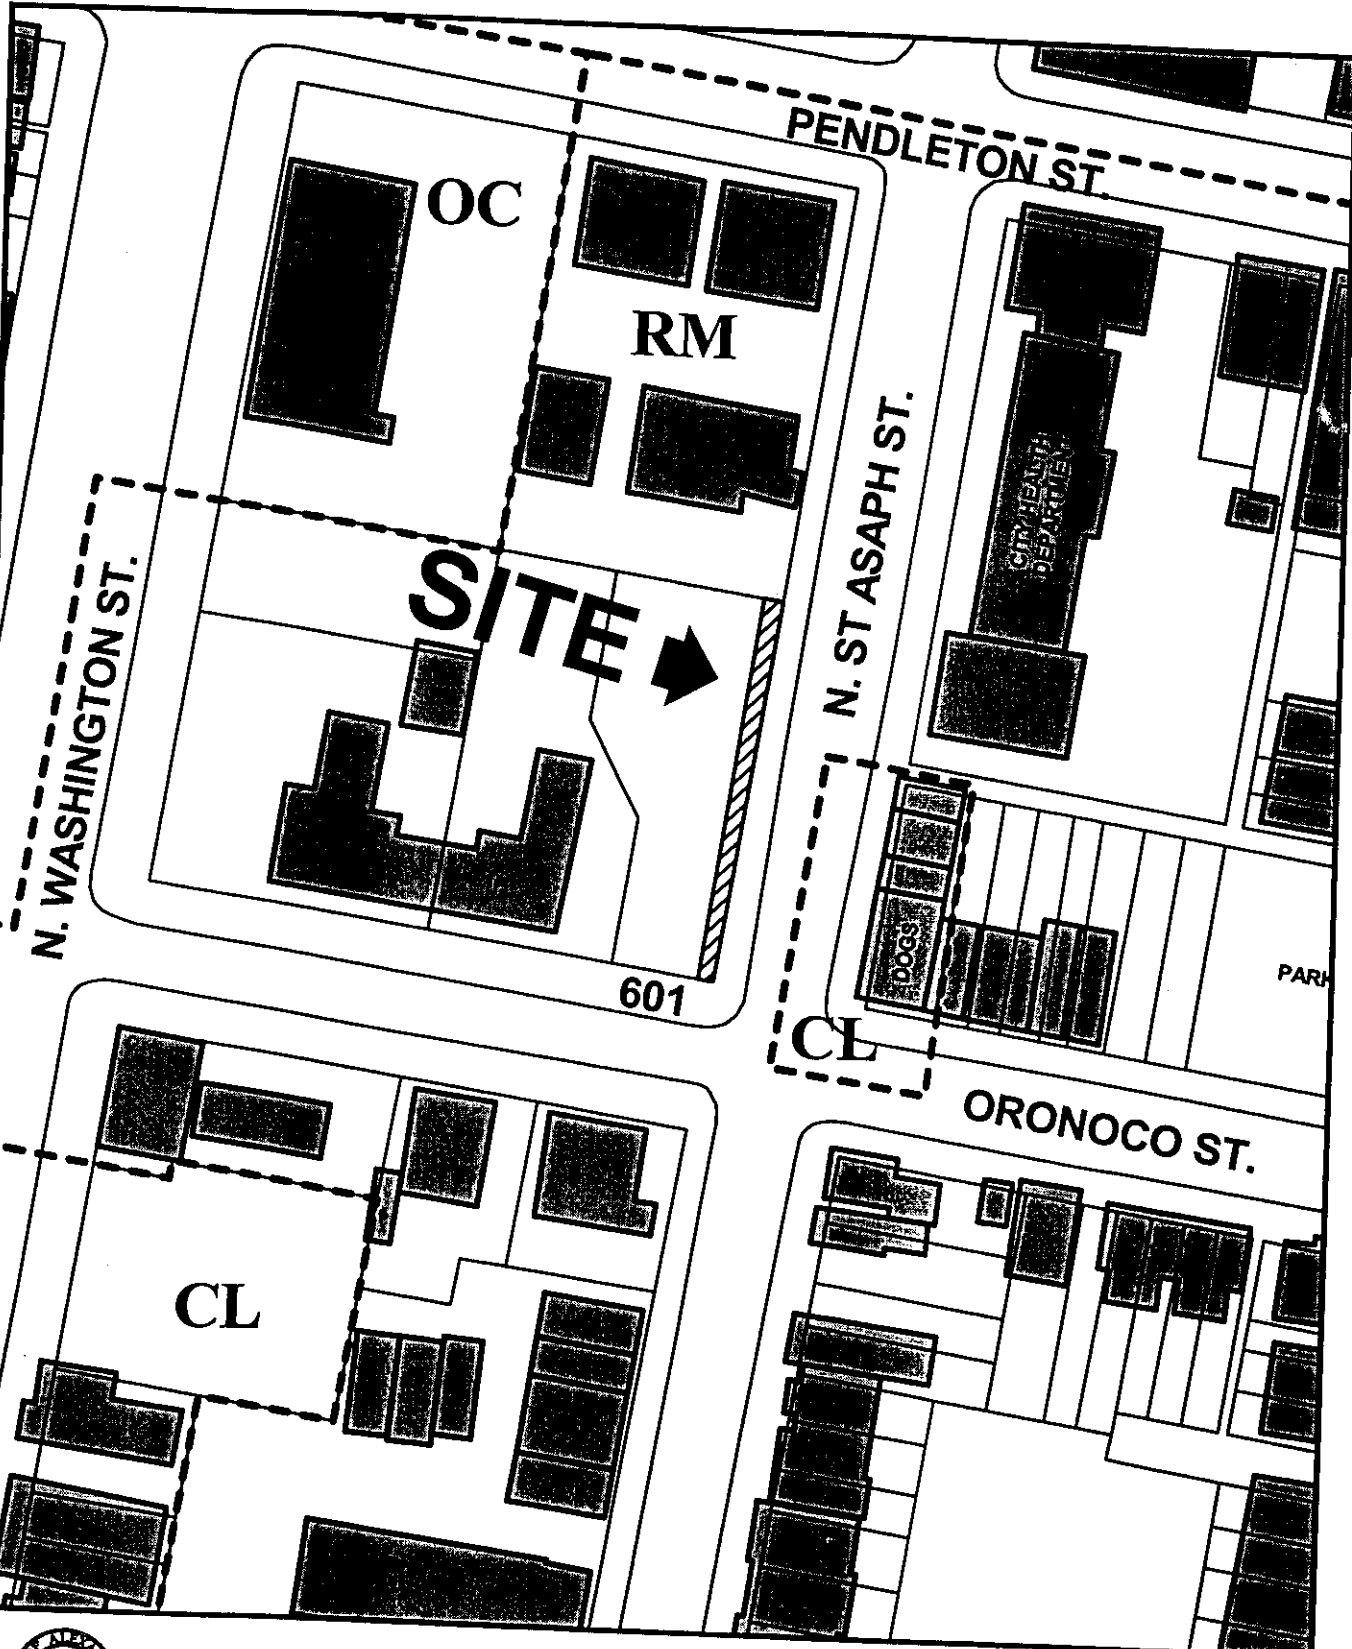 PENDLETON ST.
OC
RM
N. ST ASAPH ST.
CITY HEALTH
DEPARTMENT
SITE
N. WASHINGTON ST.
DOGS
PARK
601
CL
ORONOCO ST.
CL